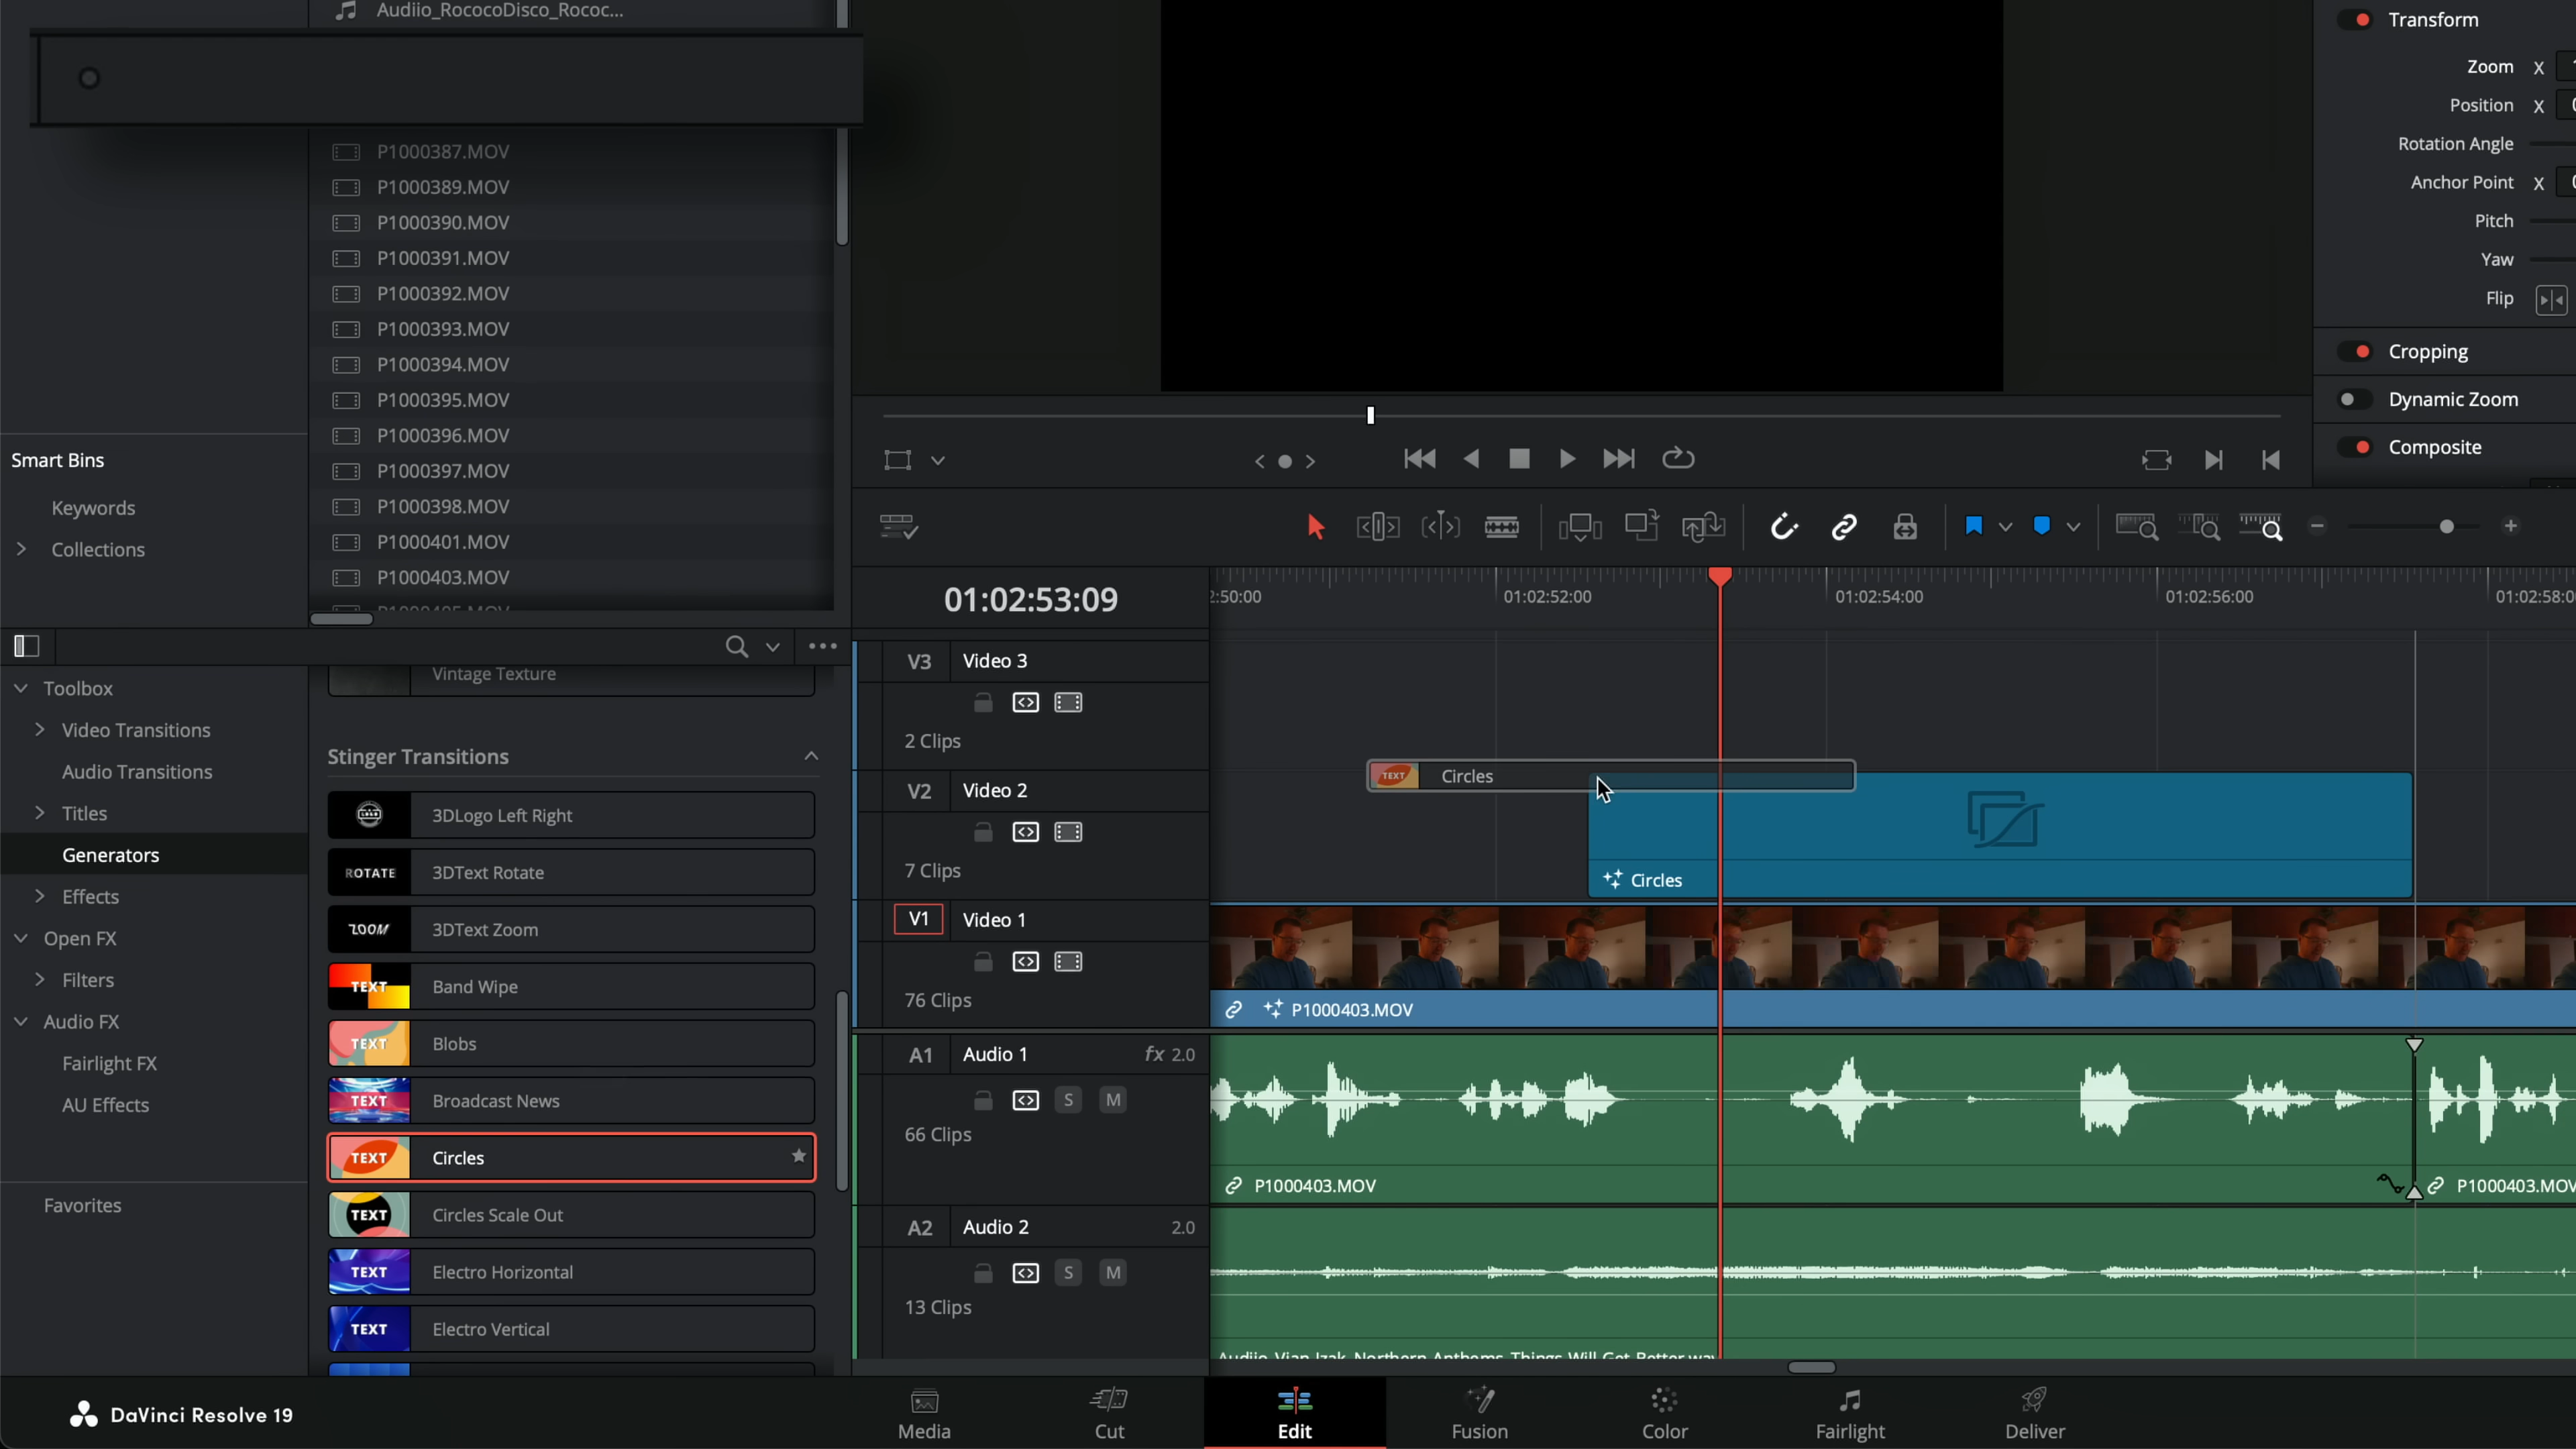 Audiio_RococoDisco_Rococ...
P1000387.MOV
P1000389.MOV
P1000390.MOV
P1000391.MOV
P1000392.MOV
P1000393.MOV
P1000394.MOV
P1000395.MOV
P1000396.MOV
P1000397.MOV
P1000398.MOV
P1000401.MOV
P1000403.MOV
Smart Bins
Keywords
Collections
Transform
Zoom X
Position X
Rotation Angle
Anchor Point X
Pitch
Yaw
Flip
Cropping
Dynamic Zoom
Composite
Toolbox
Video Transitions
Audio Transitions
Titles
Generators
Effects
Open FX
Filters
Audio FX
Fairlight FX
AU Effects
Favorites
Vintage Texture
Stinger Transitions
3DLogo Left Right
ROTATE 3DText Rotate
ZOOM 3DText Zoom
TEXT Band Wipe
TEXT Blobs
TEXT Broadcast News
TEXT Circles
TEXT Circles Scale Out
TEXT Electro Horizontal
TEXT Electro Vertical
01:02:53:09
2:50:00 01:02:52:00 01:02:54:00 01:02:56:00 01:02:58:0
V3 Video 3
2 Clips
V2 Video 2
7 Clips
V1 Video 1
76 Clips
A1 Audio 1 fx 2.0
S M
66 Clips
A2 Audio 2 2.0
S M
13 Clips
TEXT Circles
Circles
P1000403.MOV
P1000403.MOV P1000403.MOV
Audiio_Vian Izak_Northern Anthems_Things Will Get Better.wav
DaVinci Resolve 19
Media Cut Edit Fusion Color Fairlight Deliver